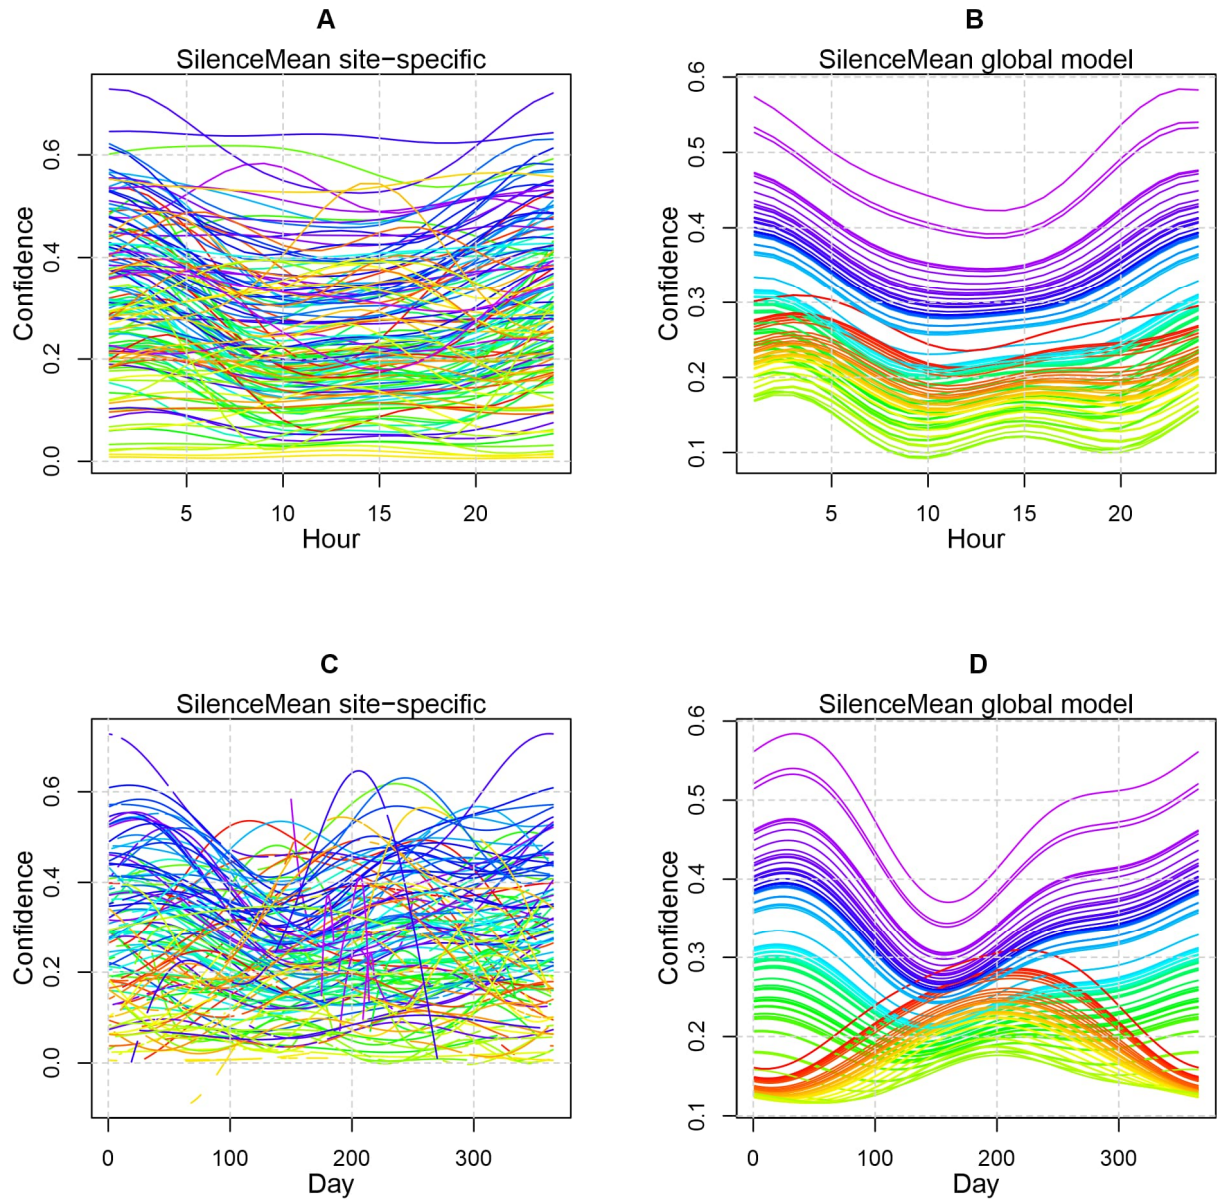 A
SilenceMean site−specific
Confidence
0.6
0.4
0.2
0.0
5 10 15 20
Hour
B
SilenceMean global model
Confidence
0.6
0.5
0.4
0.3
0.2
0.1
5 10 15 20
Hour
C
SilenceMean site−specific
Confidence
0.6
0.4
0.2
0.0
0 100 200 300
Day
D
SilenceMean global model
Confidence
0.6
0.5
0.4
0.3
0.2
0.1
0 100 200 300
Day